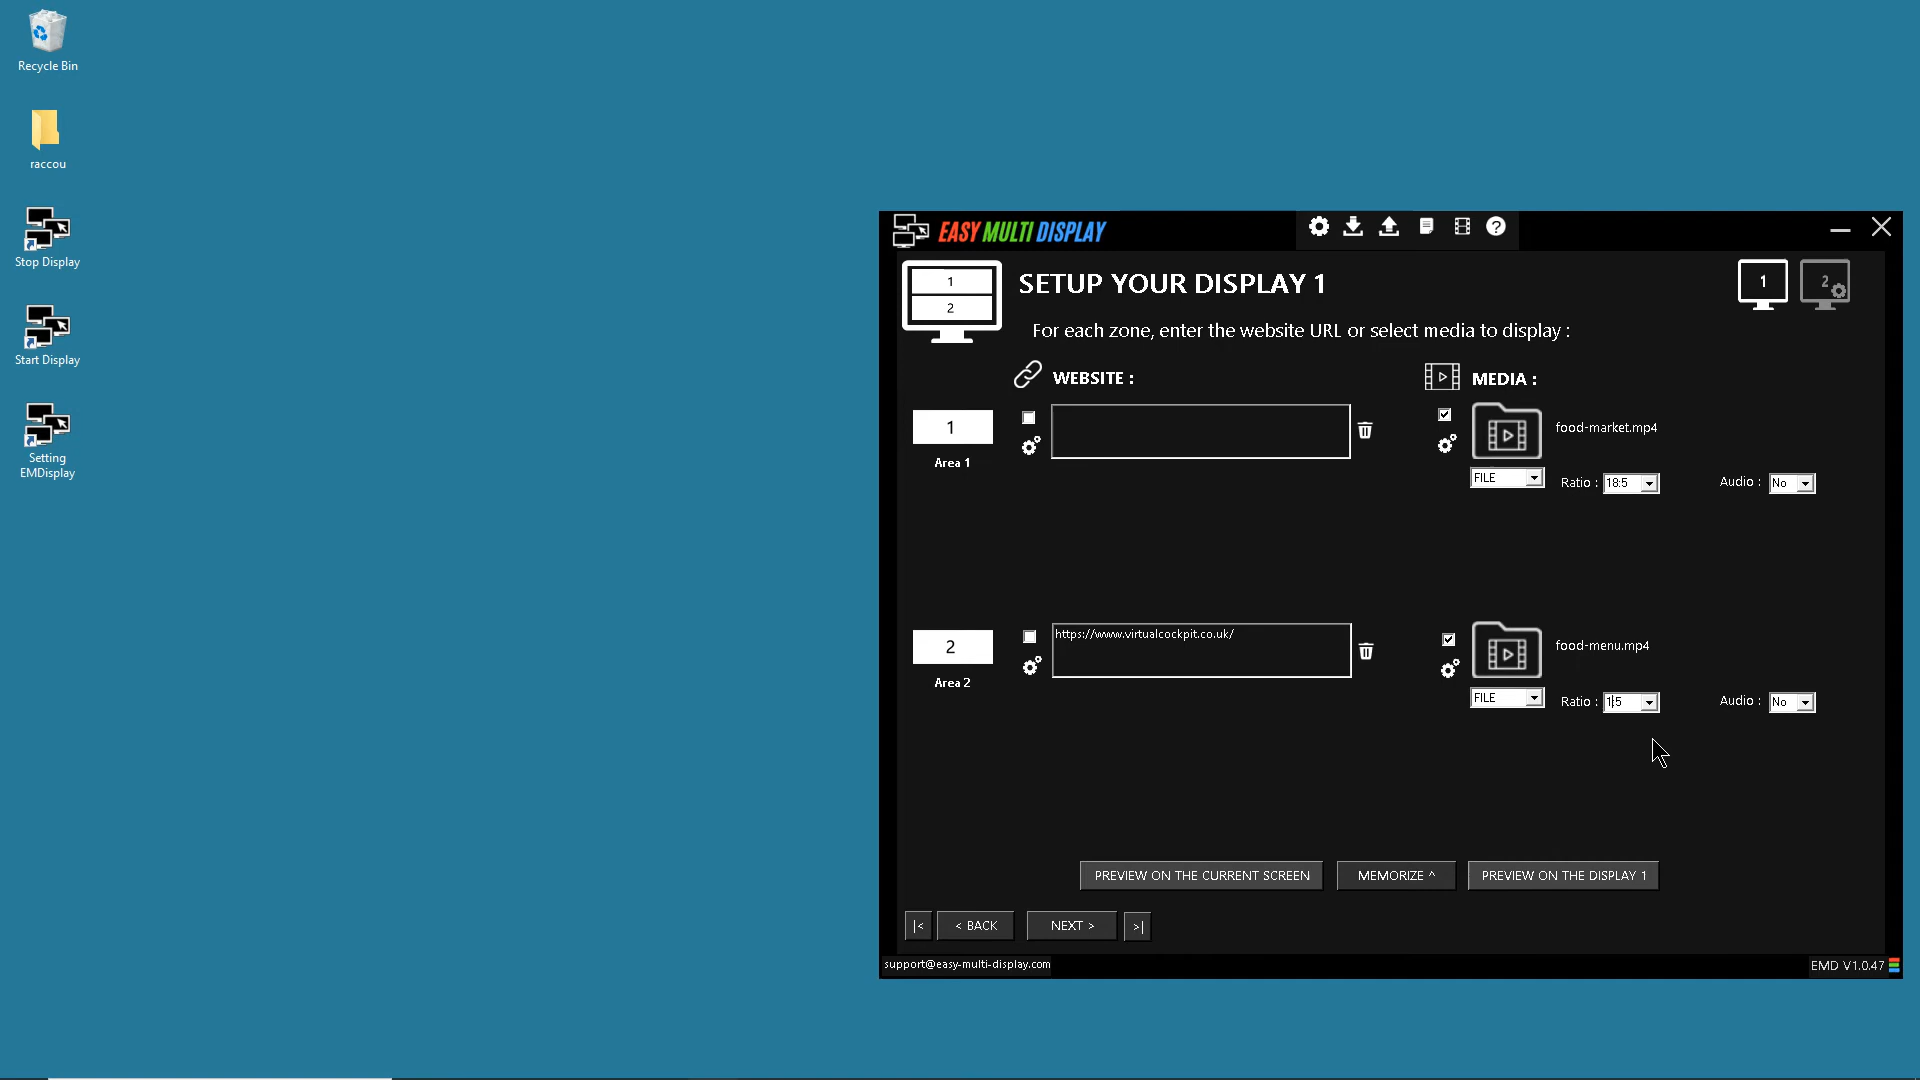 Recycle Bin
raccou
Stop Display
Start Display
Setting
EMDisplay
EASY MULTI DISPLAY
?
1
2
SETUP YOUR DISPLAY 1
1
2
For each zone, enter the website URL or select media to display :
WEBSITE :
MEDIA :
1
Area 1
food-market.mp4
FILE
Ratio :
18:5
Audio :
No
2
Area 2
https://www.virtualcockpit.co.uk/
food-menu.mp4
FILE
Ratio :
1:5
Audio :
No
PREVIEW ON THE CURRENT SCREEN
MEMORIZE ^
PREVIEW ON THE DISPLAY 1
|<
< BACK
NEXT >
>|
support@easy-multi-display.com
EMD V1.0.47